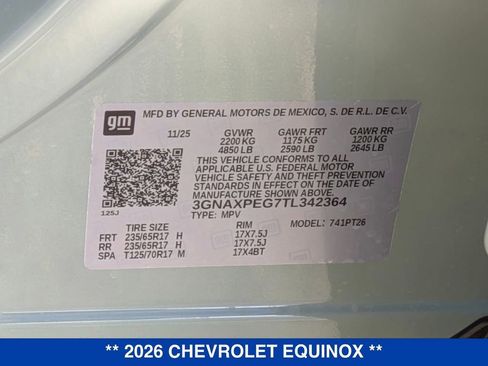 gm
MFD BY GENERAL MOTORS DE MEXICO, S. DE R.L. DE C.V.
11/25 GVWR GAWR FRT GAWR RR
2200 KG 1175 KG 1200 KG
4850 LB 2590 LB 2645 LB
THIS VEHICLE CONFORMS TO ALL
APPLICABLE U.S. FEDERAL MOTOR
VEHICLE SAFETY AND THEFT
PREVENTION STANDARDS IN
EFFECT ON THE DATE OF
MANUFACTURE SHOWN ABOVE.
3GNAXPEG7TL342364
TYPE: MPV MODEL: 741PT26
125J
TIRE SIZE RIM
FRT 235/65R17 H 17X7.5J
RR 235/65R17 H 17X7.5J
SPA T125/70R17 M 17X4BT
** 2026 CHEVROLET EQUINOX **